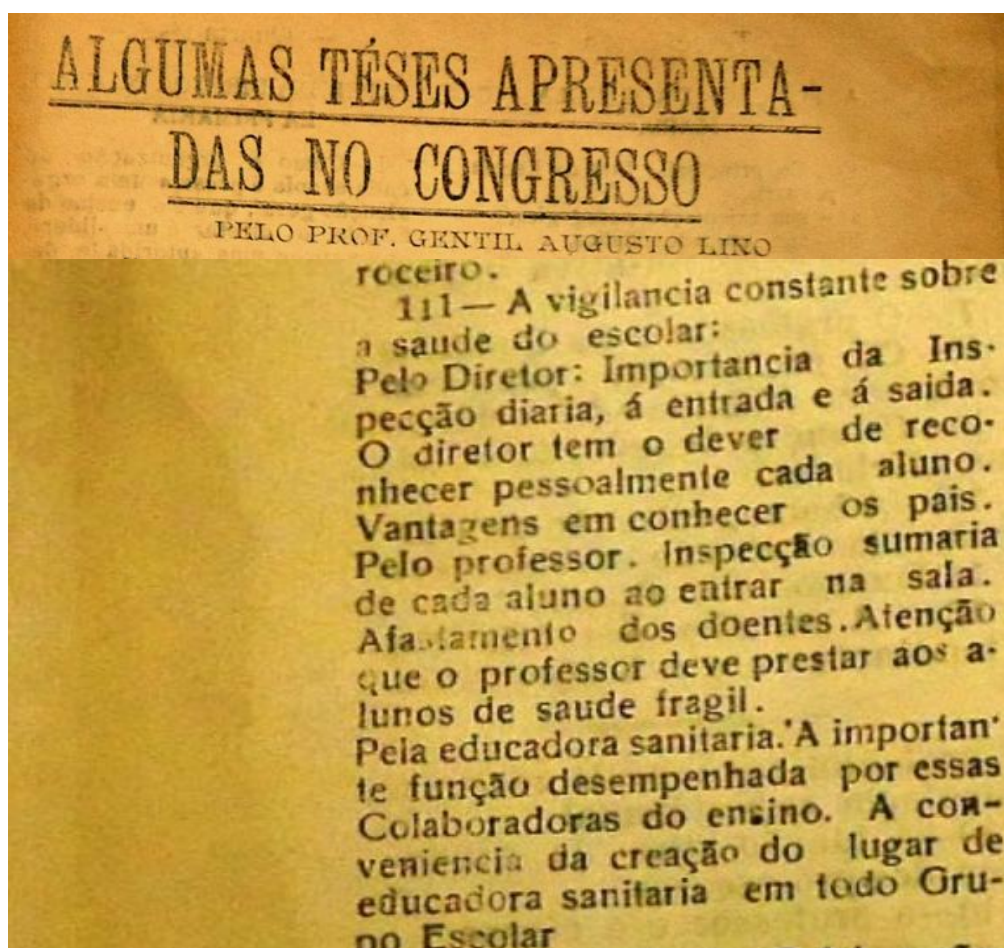 ALGUMAS TÉSES APRESENTA-
DAS NO CONGRESSO
PELO PROF. GENTIL AUGUSTO LINO
roceiro.
111— A vigilancia constante sobre
a saude do escolar:
Pelo Diretor: Importancia da Ins-
pecção diaria, á entrada e á saida.
O diretor tem o dever de reco-
nhecer pessoalmente cada aluno.
Vantagens em conhecer os pais.
Pelo professor. Inspecção sumaria
de cada aluno ao entrar na sala.
Afastamento dos doentes. Atenção
que o professor deve prestar aos a-
lunos de saude fragil.
Pela educadora sanitaria. A importan'
te função desempenhada por essas
Colaboradoras do ensino. A con-
veniencia da creação do lugar de
educadora sanitaria em todo Gru-
po Escolar